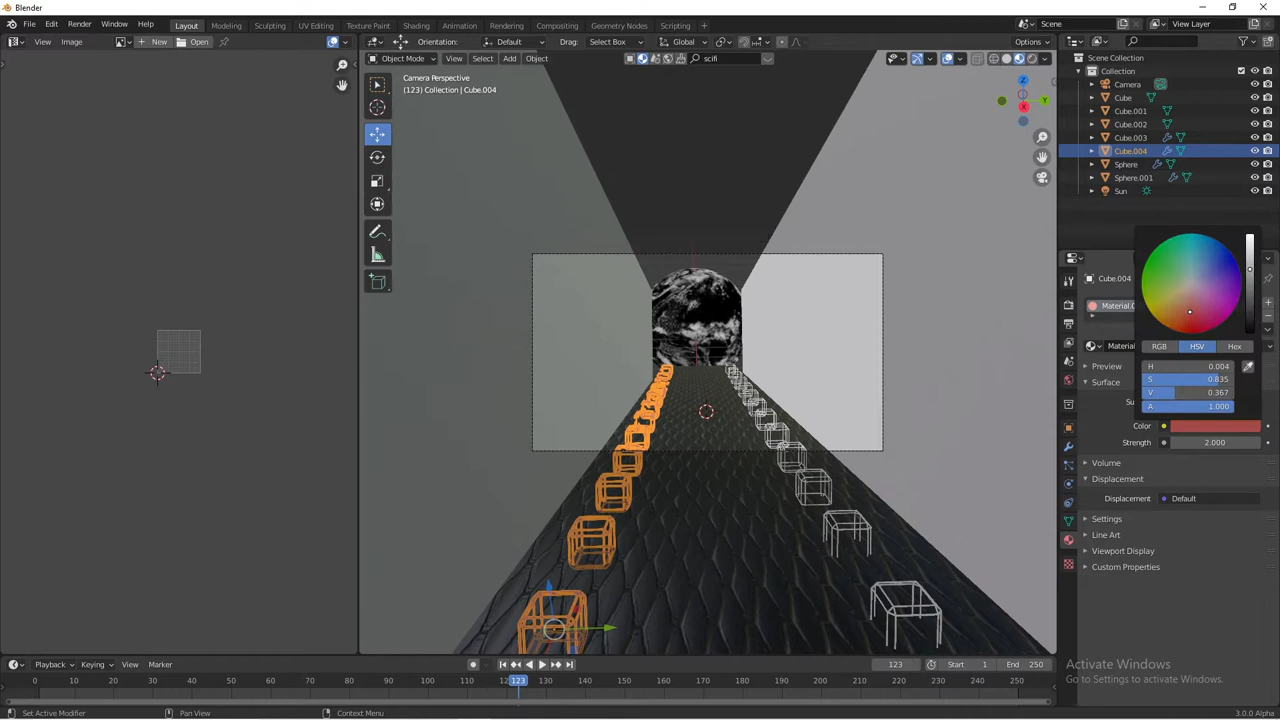 Blender
File Edit Render Window Help Layout Modeling Sculpting UV Editing Texture Paint Shading Animation Rendering Compositing Geometry Nodes Scripting + Scene View Layer
View Image New Open Orientation: Default Drag: Select Box Global Options
Object Mode View Select Add Object scifi
Camera Perspective
(123) Collection | Cube.004
Scene Collection
Collection
Camera
Cube
Cube.001
Cube.002
Cube.003
Cube.004
Sphere
Sphere.001
Sun
Z
Y
X
Cube.004
Material.0
RGB HSV Hex
Material
H 0.004
Preview
S 0.835
Surface
V 0.367
A 1.000
Color
Strength 2.000
Volume
Displacement
Displacement Default
Settings
Line Art
Viewport Display
Custom Properties
Playback Keying View Marker 123 Start 1 End 250
0 10 20 30 40 50 60 70 80 90 100 110 12 123 130 140 150 160 170 180 190 200 210 220 230 240 250
Activate Windows
Go to Settings to activate Windows.
Set Active Modifier Pan View Context Menu 3.0.0 Alpha